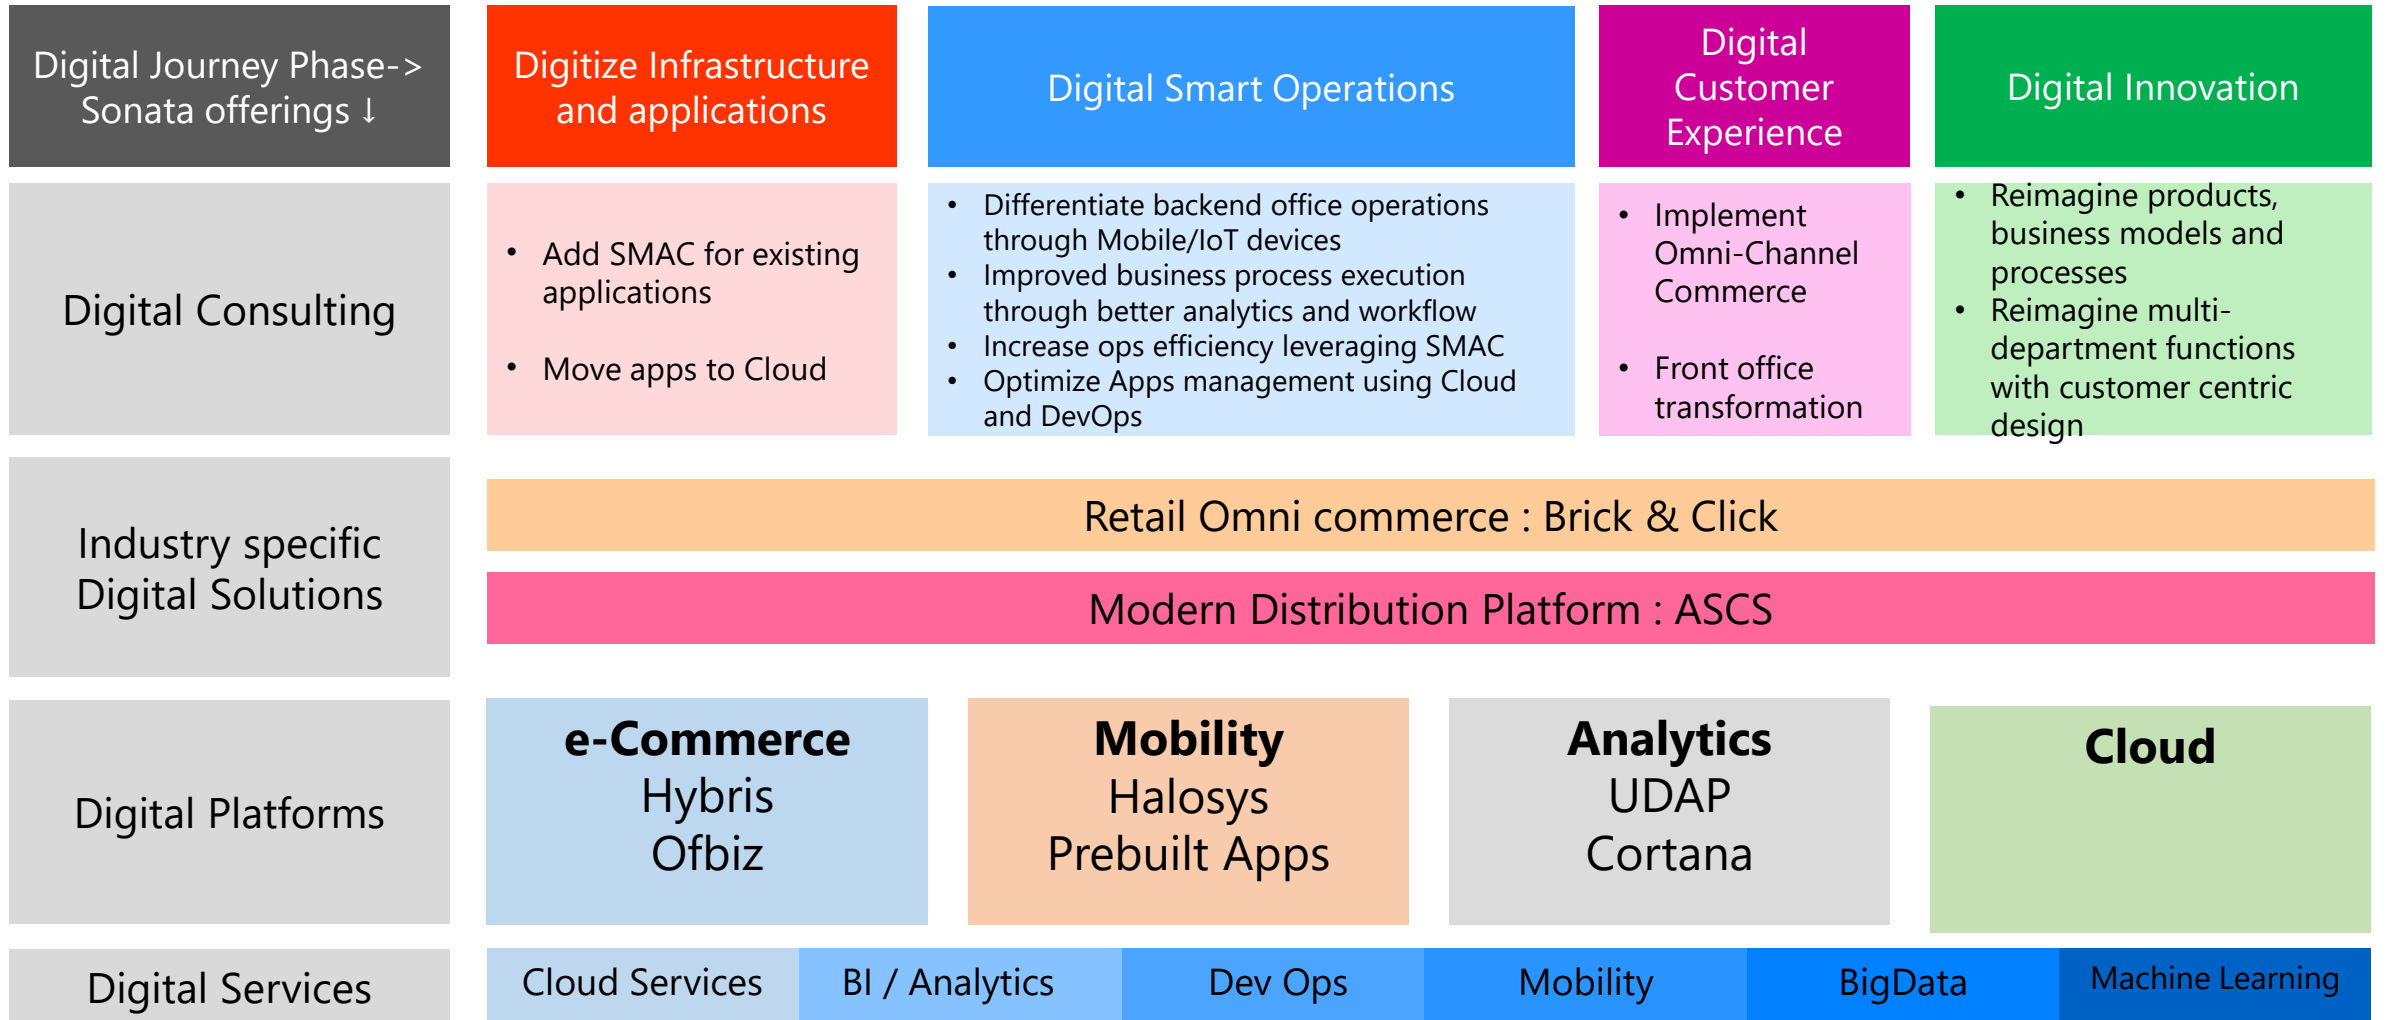 Digital Journey Phase->
Sonata offerings ↓
Digitize Infrastructure
and applications
Digital Smart Operations
Digital
Customer
Experience
Digital Innovation
Digital Consulting
• Add SMAC for existing
applications
• Move apps to Cloud
• Differentiate backend office operations
through Mobile/IoT devices
• Improved business process execution
through better analytics and workflow
• Increase ops efficiency leveraging SMAC
• Optimize Apps management using Cloud
and DevOps
• Implement
Omni-Channel
Commerce
• Front office
transformation
• Reimagine products,
business models and
processes
• Reimagine multi-
department functions
with customer centric
design
Industry specific
Digital Solutions
Retail Omni commerce : Brick & Click
Modern Distribution Platform : ASCS
Digital Platforms
e-Commerce
Hybris
Ofbiz
Mobility
Halosys
Prebuilt Apps
Analytics
UDAP
Cortana
Cloud
Digital Services
Cloud Services
BI / Analytics
Dev Ops
Mobility
BigData
Machine Learning